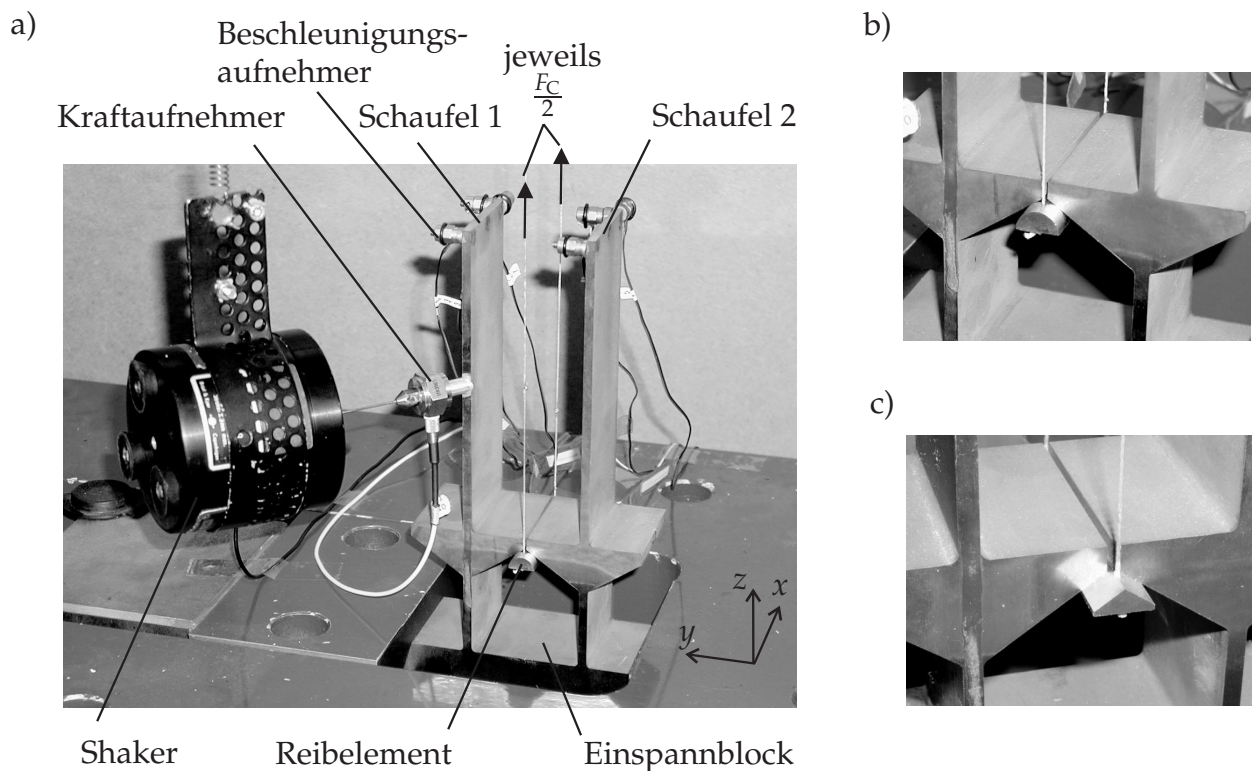 a)
Beschleunigungs-
aufnehmer
jeweils
F_C/2
Kraftaufnehmer
Schaufel 1
Schaufel 2
z
x
y
Shaker
Reibelement
Einspannblock
b)
c)